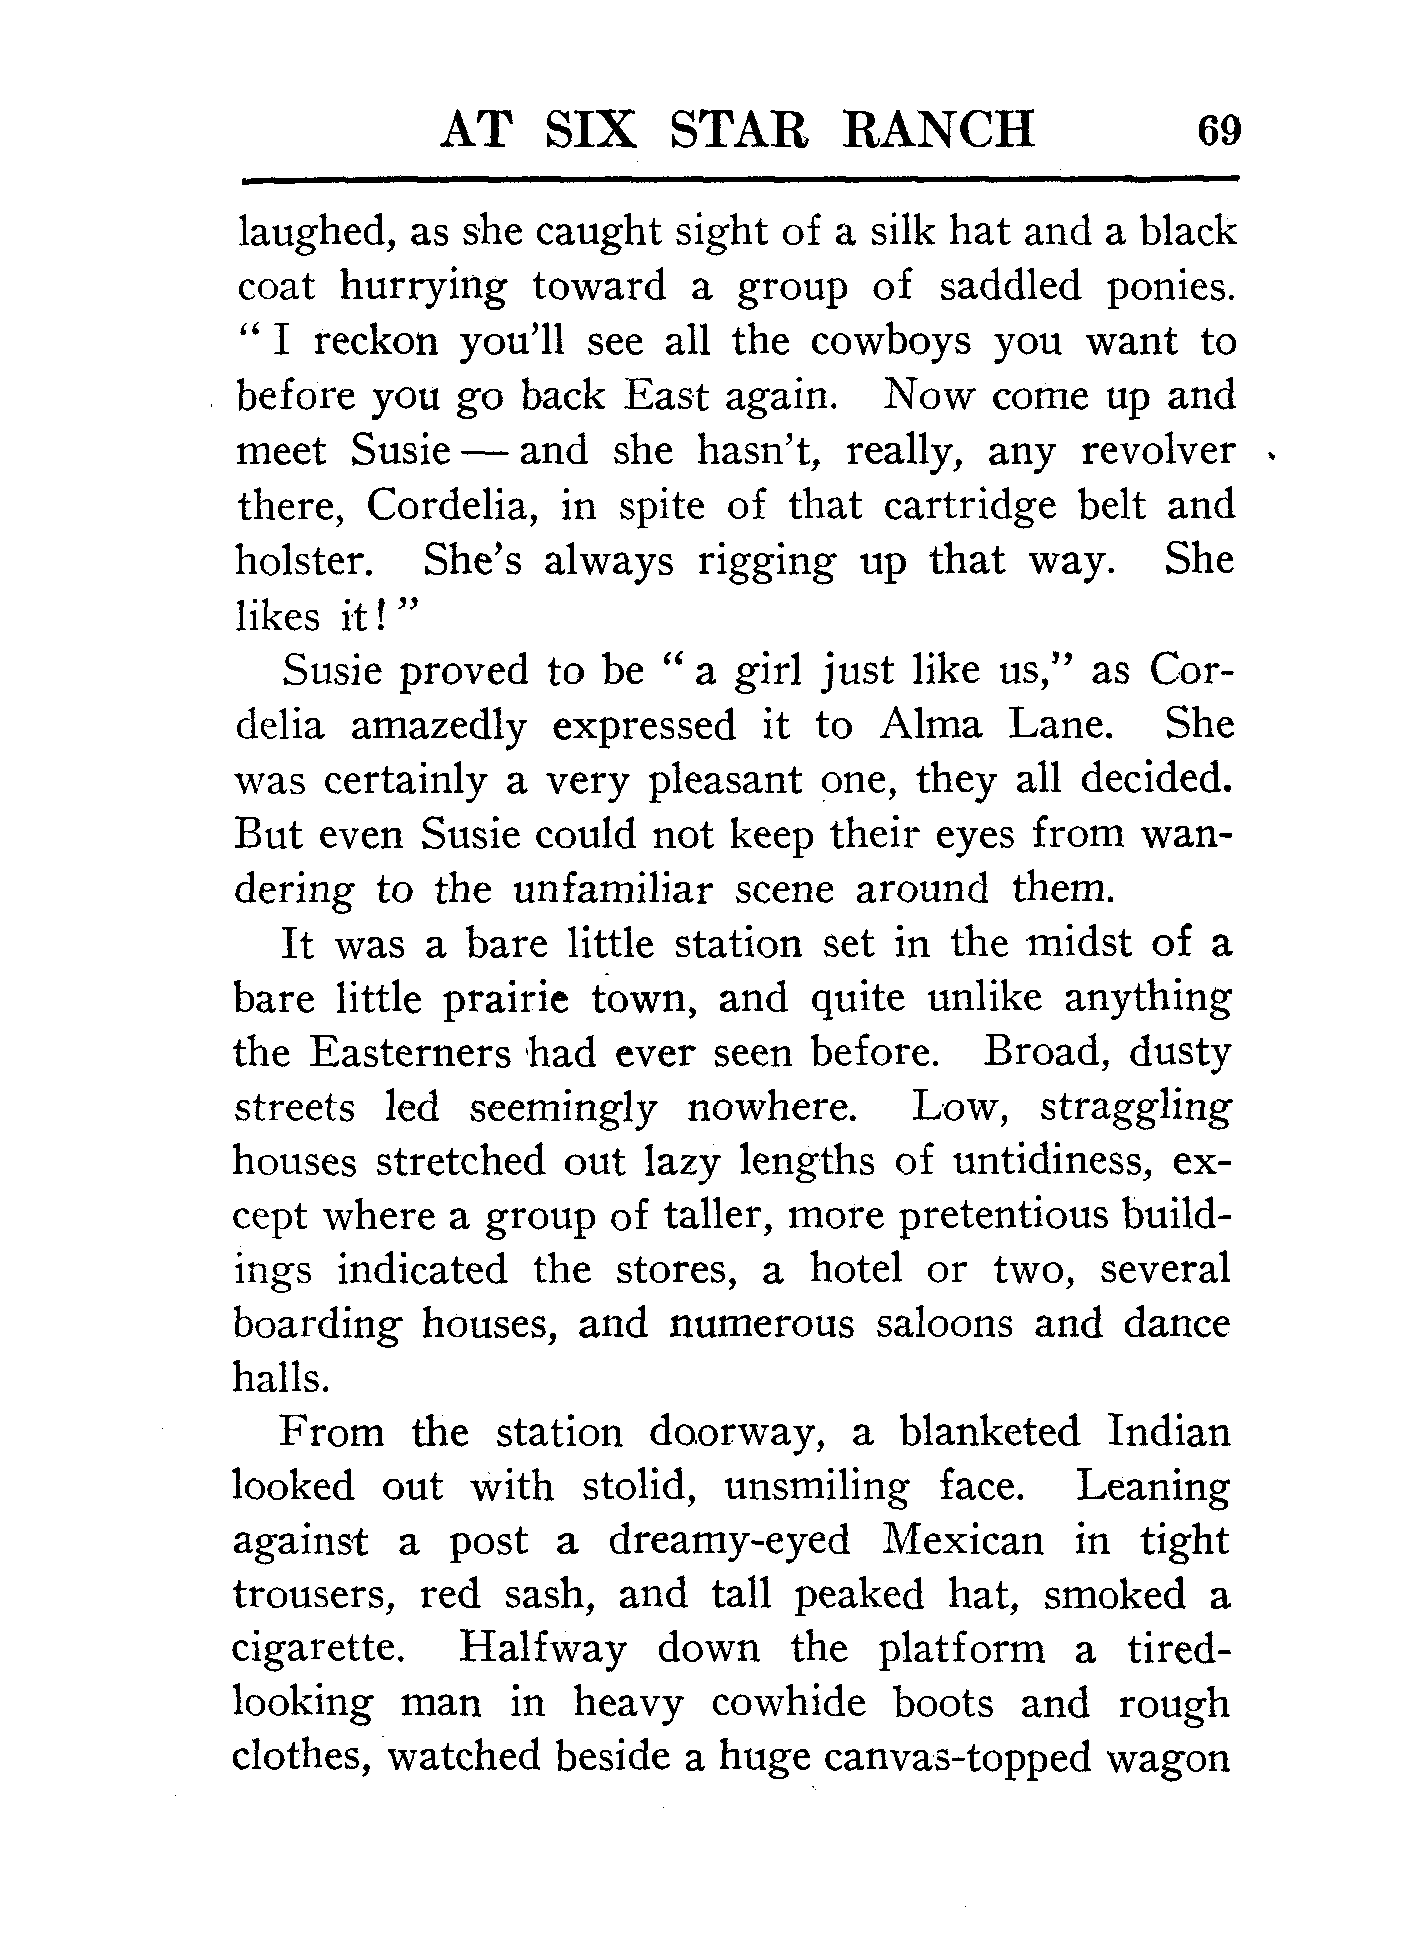 AT SIX STAR RANCH 69
laughed, as she caught sight of a silk hat and a black
coat hurrying toward a group of saddled ponies.
“ I reckon you'll see all the cowboys you want to
before you go back East again. Now come up and
meet Susie — and she hasn't, really, any revolver
there, Cordelia, in spite of that cartridge belt and
holster. She's always rigging up that way. She
likes it! ”
Susie proved to be “ a girl just like us,” as Cor-
delia amazedly expressed it to Alma Lane. She
was certainly a very pleasant one, they all decided.
But even Susie could not keep their eyes from wan-
dering to the unfamiliar scene around them.
It was a bare little station set in the midst of a
bare little prairie town, and quite unlike anything
the Easterners had ever seen before. Broad, dusty
streets led seemingly nowhere. Low, straggling
houses stretched out lazy lengths of untidiness, ex-
cept where a group of taller, more pretentious build-
ings indicated the stores, a hotel or two, several
boarding houses, and numerous saloons and dance
halls.
From the station doorway, a blanketed Indian
looked out with stolid, unsmiling face. Leaning
against a post a dreamy-eyed Mexican in tight
trousers, red sash, and tall peaked hat, smoked a
cigarette. Halfway down the platform a tired-
looking man in heavy cowhide boots and rough
clothes, watched beside a huge canvas-topped wagon